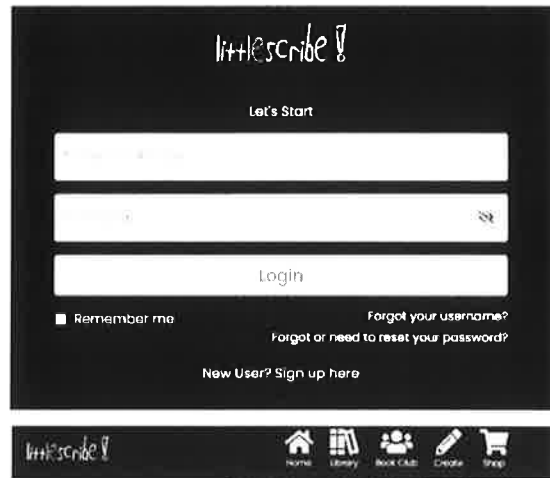 littlescribe!
Let's Start
Login
Remember me
Forgot your username?
Forgot or need to reset your password?
New User? Sign up here
littlescribe!
Home
Library
Book Club
Create
Shop